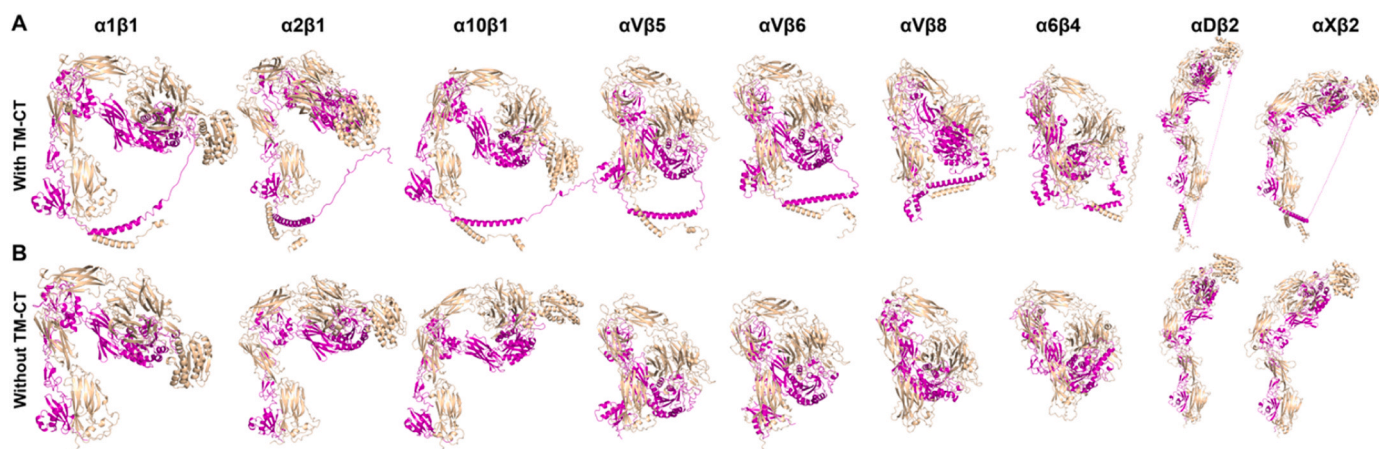 A
α1β1 α2β1 α10β1 αVβ5 αVβ6 αVβ8 α6β4 αDβ2 αXβ2
With TM-CT
B
Without TM-CT